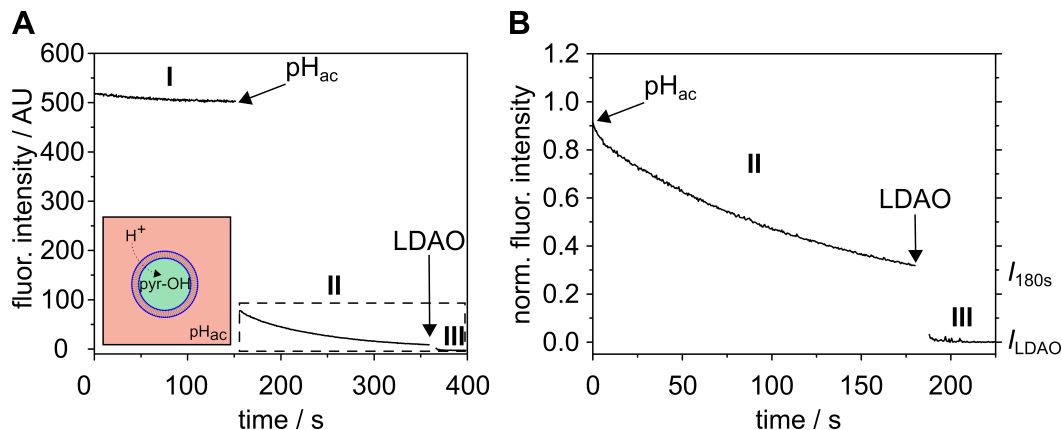 A
fluor. intensity / AU
600
500
400
300
200
100
0
I
pHac
LDAO
II
III
H+
pyr-OH
pHac
0 100 200 300 400
time / s
B
norm. fluor. intensity
1.2
1.0
0.8
0.6
0.4
0.2
0.0
pHac
II
LDAO
III
I180s
ILDAO
0 50 100 150 200
time / s